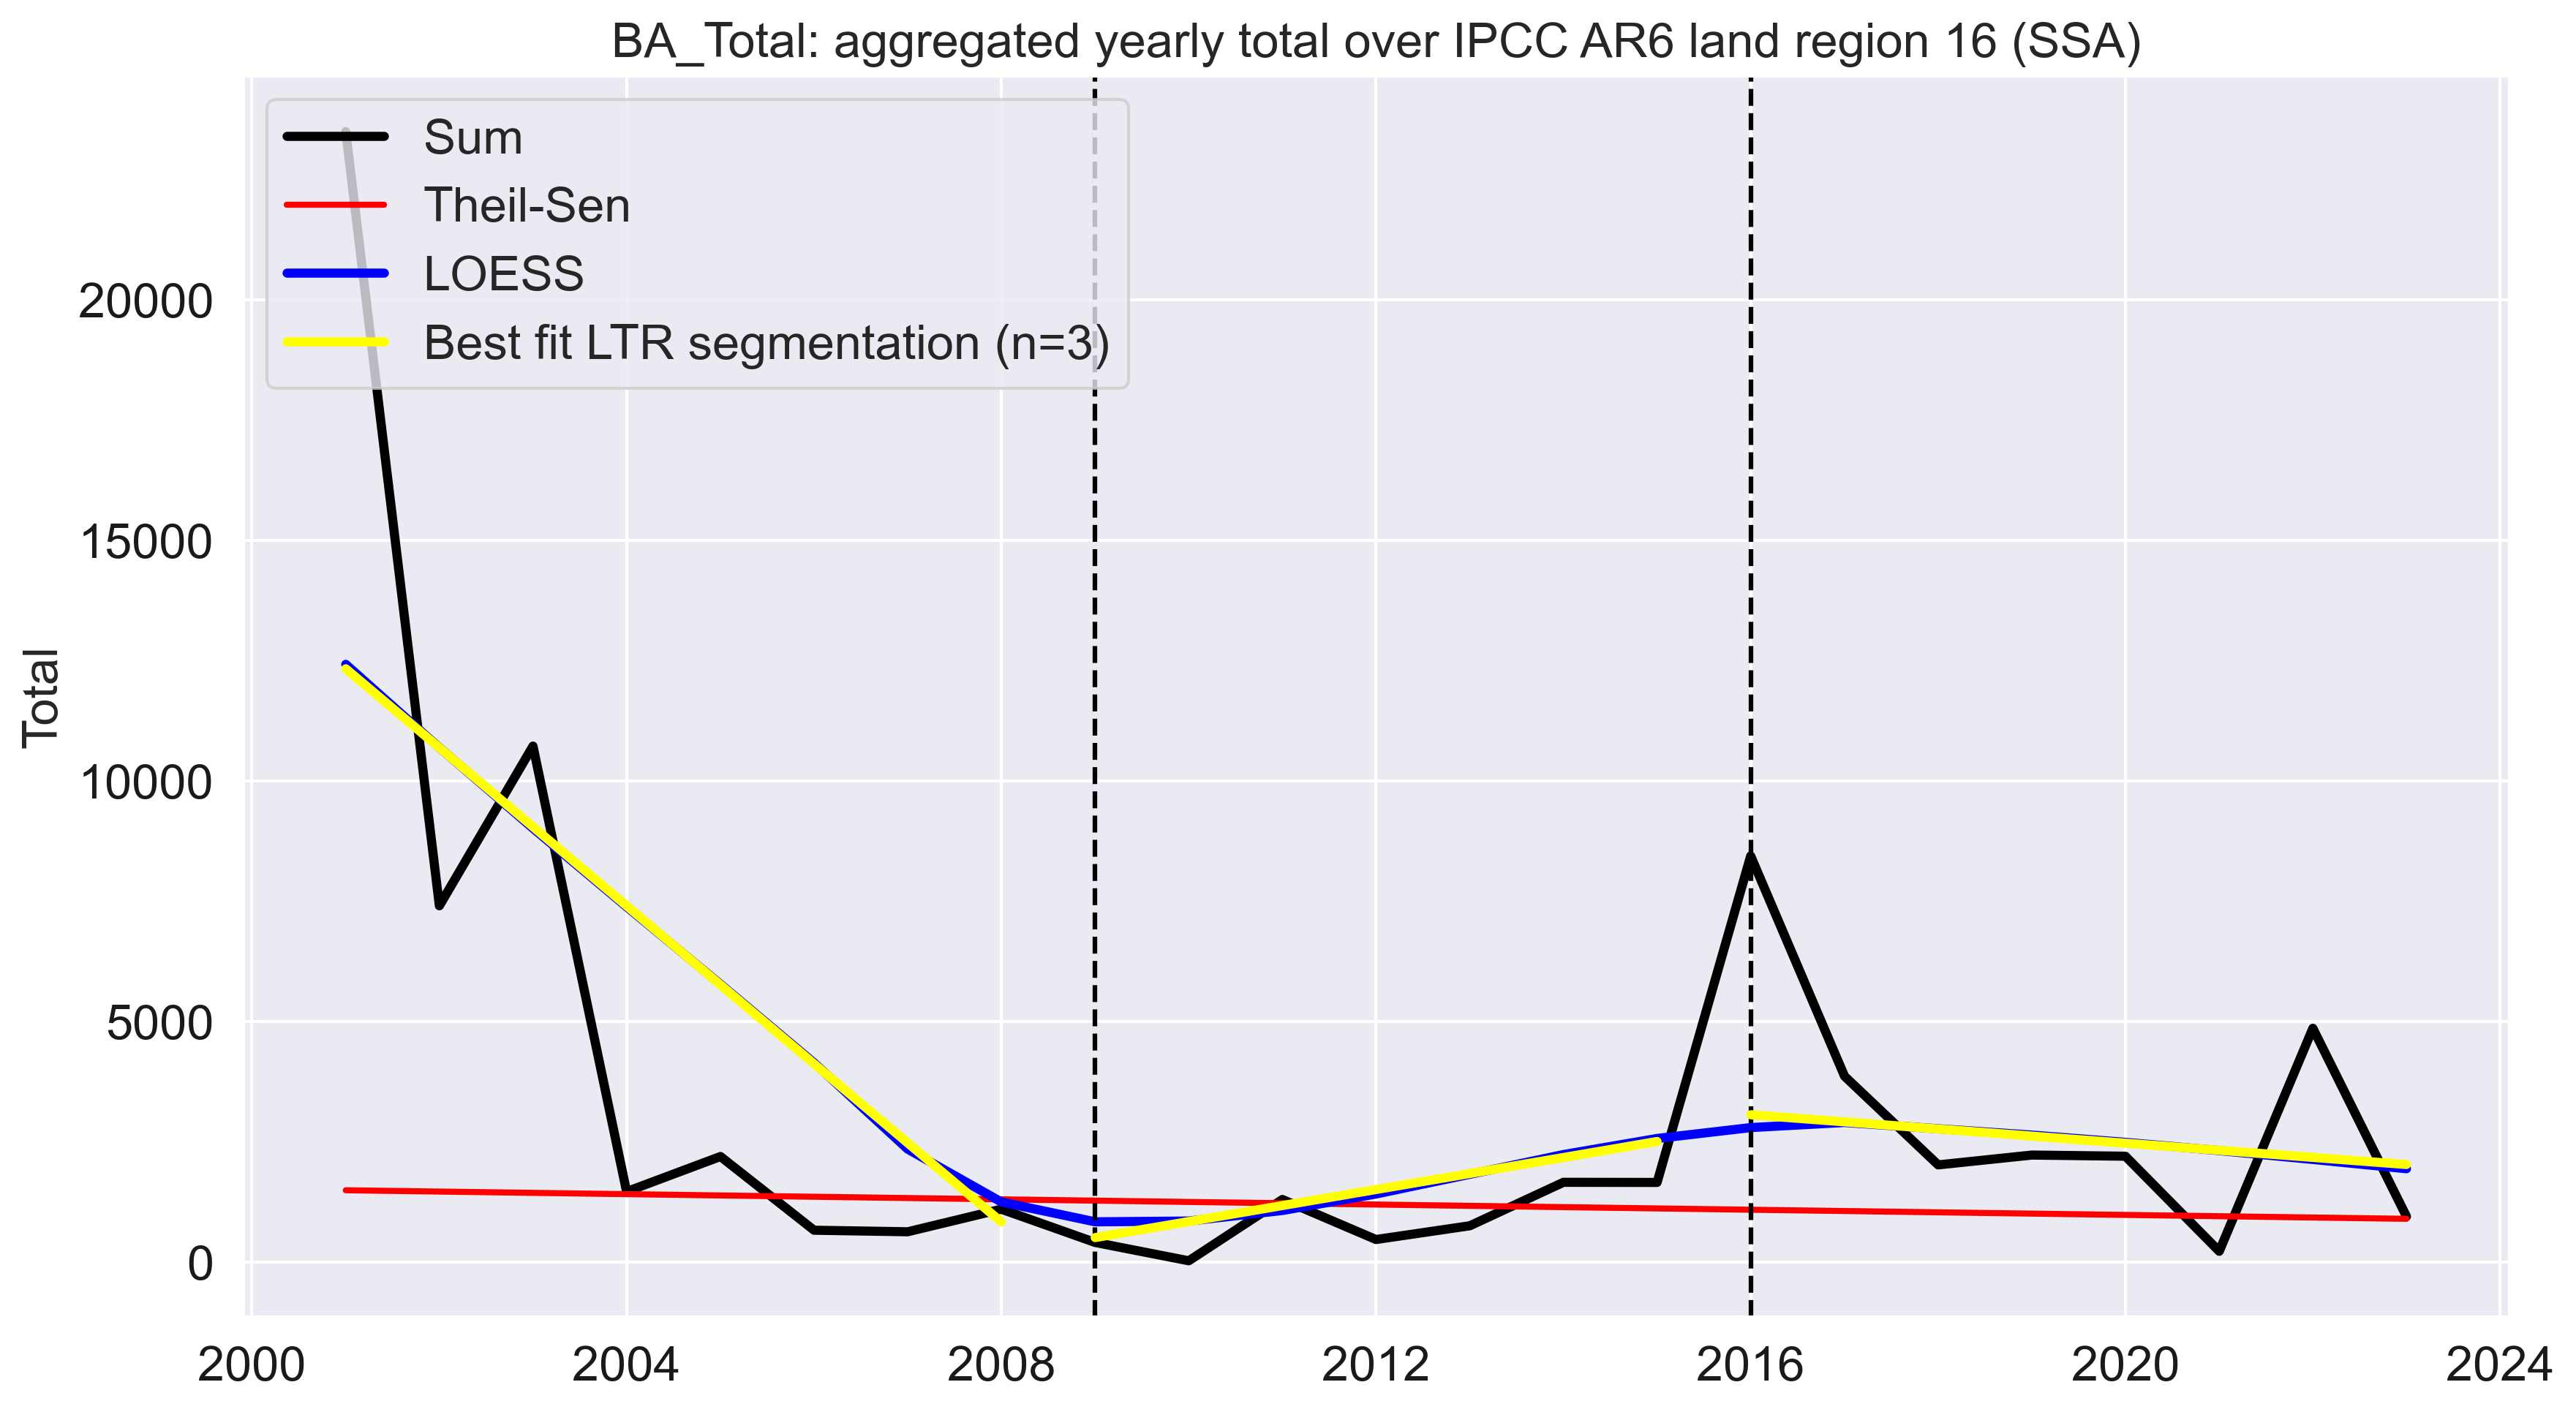 BA_Total: aggregated yearly total over IPCC AR6 land region 16 (SSA)
Sum
Theil-Sen
LOESS
Best fit LTR segmentation (n=3)
Total
20000
15000
10000
5000
0
2000 2004 2008 2012 2016 2020 2024